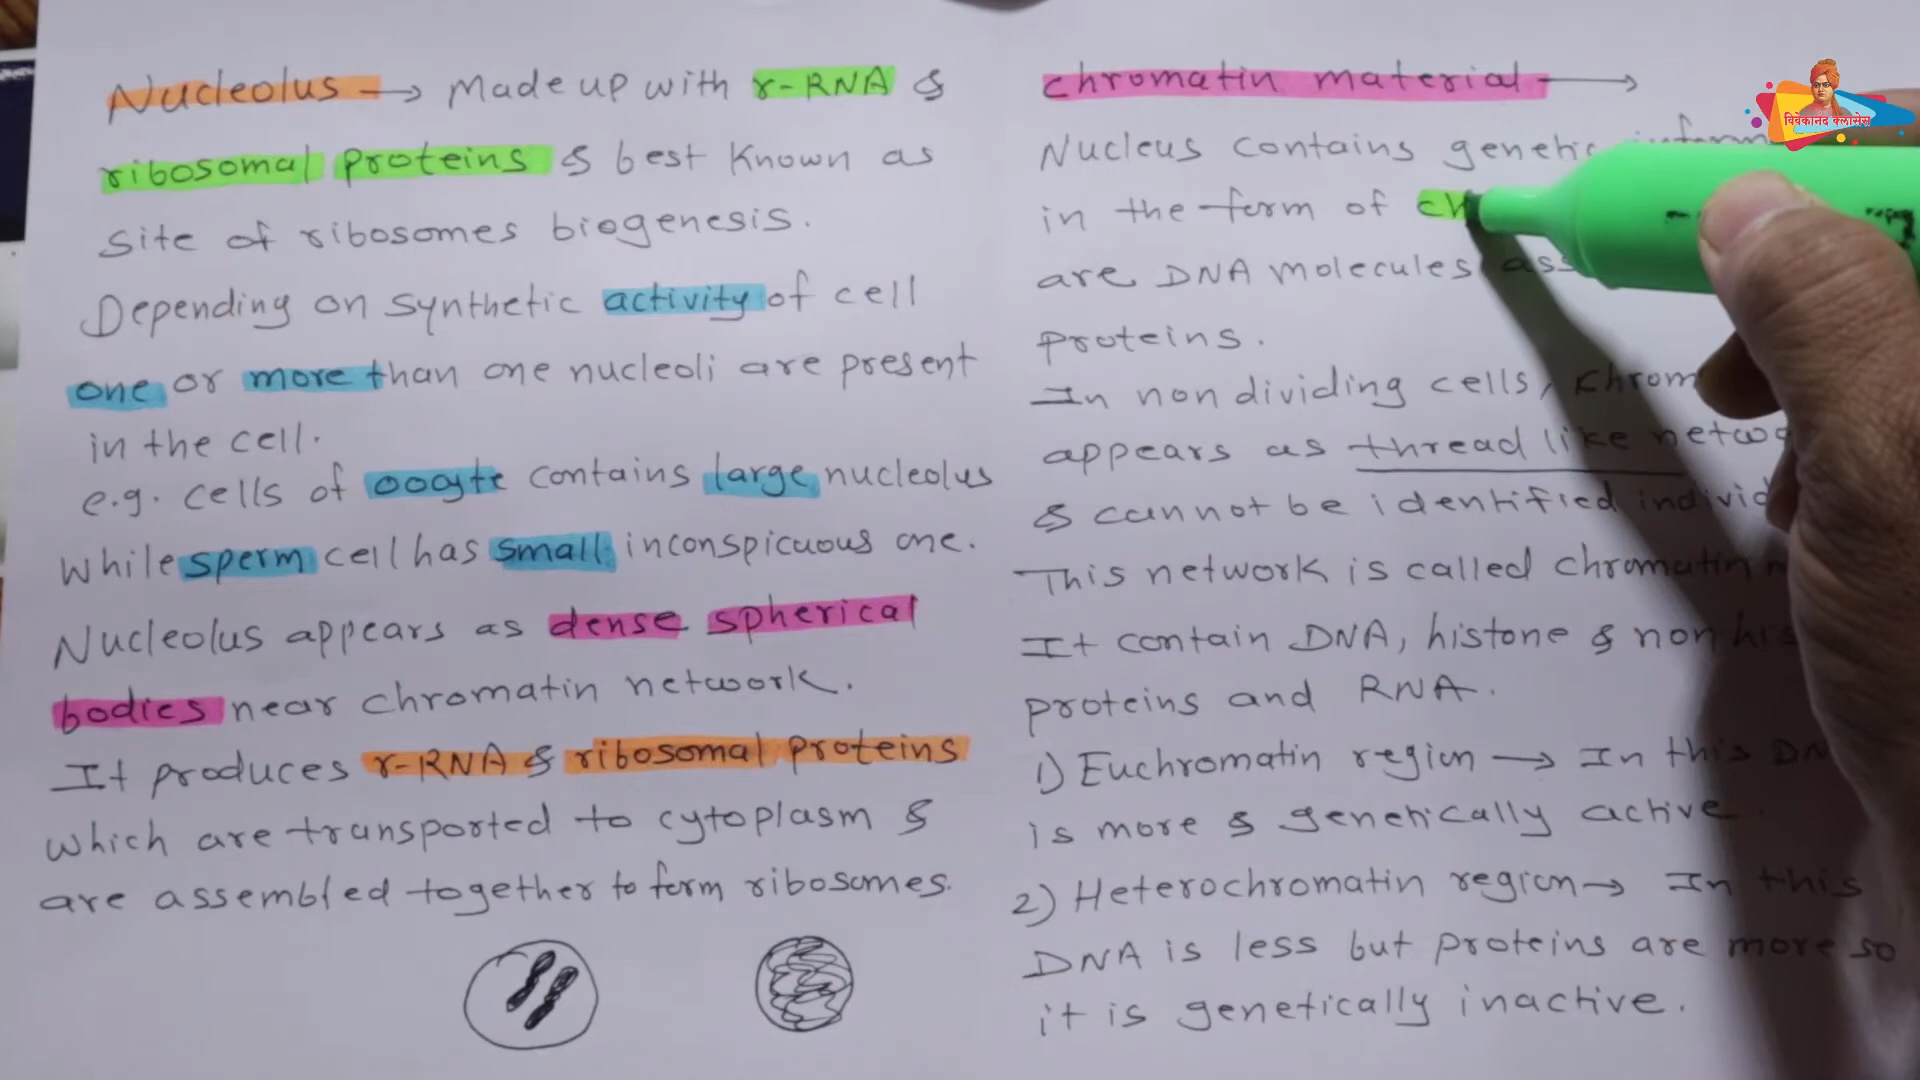 Nucleolus → Made up with r-RNA &
ribosomal proteins & best known as
site of ribosomes biogenesis.
Depending on synthetic activity of cell
one or more than one nucleoli are present
in the cell.
e.g. cells of oocyte contains large nucleolus
while sperm cell has small inconspicuous one.
Nucleolus appears as dense spherical
bodies near chromatin network.
It produces r-RNA & ribosomal proteins
which are transported to cytoplasm &
are assembled together to form ribosomes.
chromatin material →
Nucleus contains genetic
in the form of
are DNA molecules
proteins.
In non dividing cells,
appears as thread like
& cannot be identified
This network is called chromatin
It contain DNA, histone & non
proteins and RNA.
1) Euchromatin region → In this
is more & genetically active.
2) Heterochromatin region → In this
DNA is less but proteins are more so
it is genetically inactive.
विवेकानंद क्लासेस